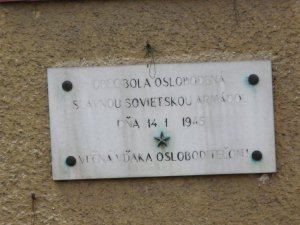 OBEC BOLA OSLOBODENÁ
SLÁVNOU SOVIETSKOU ARMÁDOU
DŇA 14.1 1945
VEČNÁ VĎAKA OSLOBODITEĽOM!